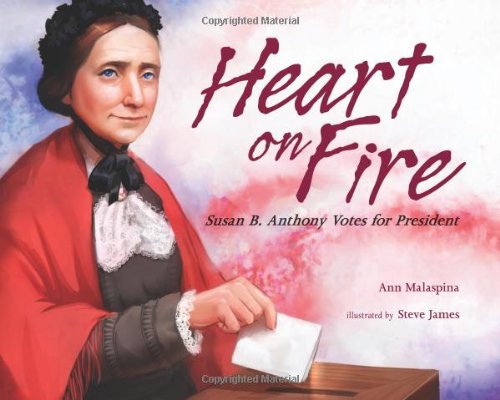 Copyrighted Material
Heart
on Fire
Susan B. Anthony Votes for President
Ann Malaspina
illustrated by Steve James
Copyrighted Material